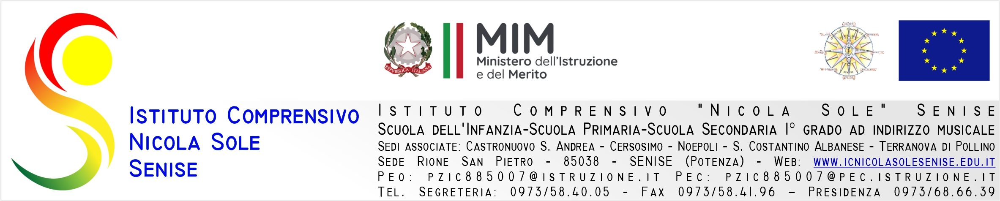 REPVBBLICA ITALIANA
MIM
Ministero dell'Istruzione
e del Merito
ISTITUTO COMPRENSIVO
NICOLA SOLE
SENISE
ISTITUTO COMPRENSIVO "NICOLA SOLE" SENISE
SCUOLA DELL'INFANZIA-SCUOLA PRIMARIA-SCUOLA SECONDARIA I° GRADO AD INDIRIZZO MUSICALE
SEDI ASSOCIATE: CASTRONUOVO S. ANDREA - CERSOSIMO - NOEPOLI - S. COSTANTINO ALBANESE - TERRANOVA DI POLLINO
SEDE RIONE SAN PIETRO - 85038 - SENISE (POTENZA) - WEB: WWW.ICNICOLASOLESENISE.EDU.IT
PEO: PZIC885007@ISTRUZIONE.IT PEC: PZIC885007@PEC.ISTRUZIONE.IT
TEL. SEGRETERIA: 0973/58.40.05 - FAX 0973/58.41.96 – PRESIDENZA 0973/68.66.39